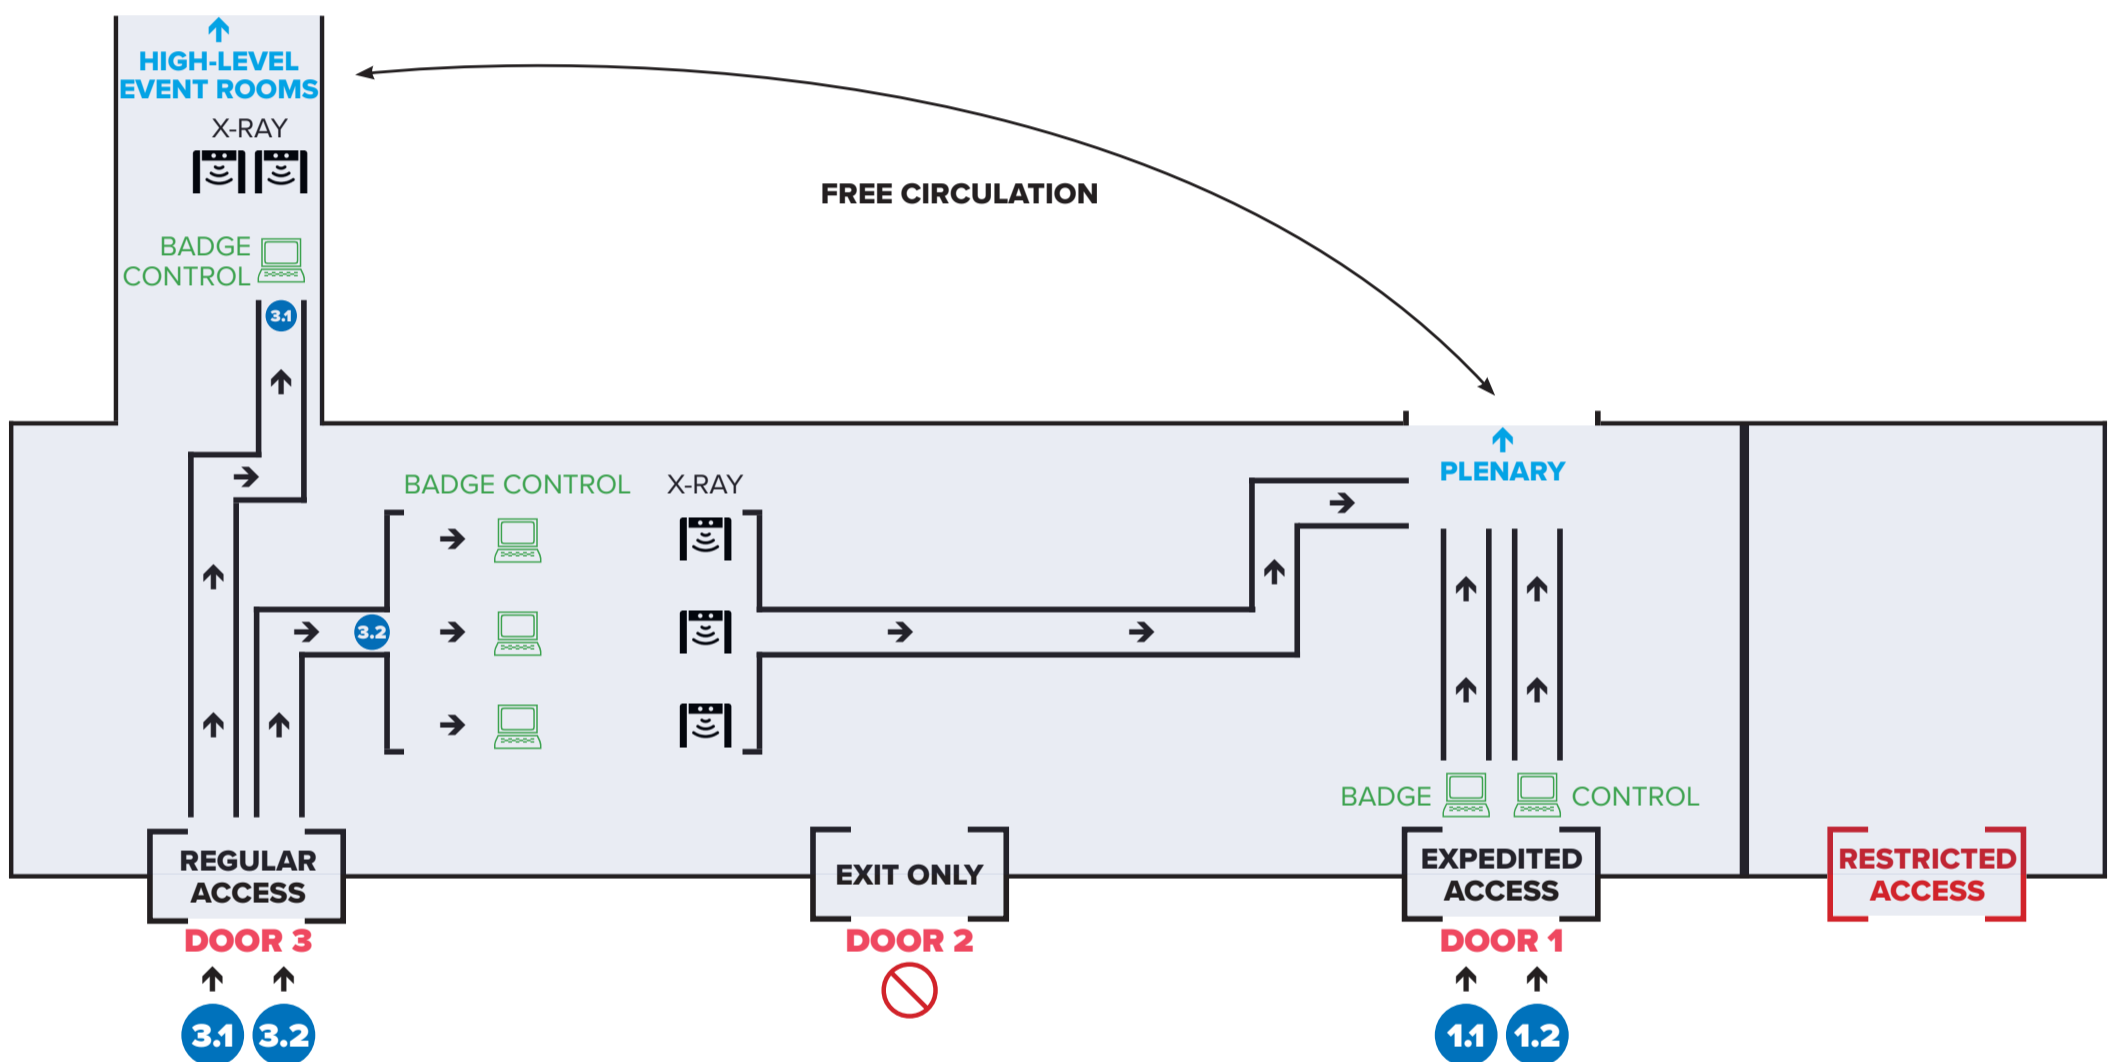 HIGH-LEVEL
EVENT ROOMS
X-RAY
BADGE
CONTROL
3.1
FREE CIRCULATION
PLENARY
BADGE CONTROL
X-RAY
3.2
BADGE
CONTROL
REGULAR
ACCESS
EXIT ONLY
EXPEDITED
ACCESS
RESTRICTED
ACCESS
DOOR 3
DOOR 2
DOOR 1
3.1
3.2
1.1
1.2